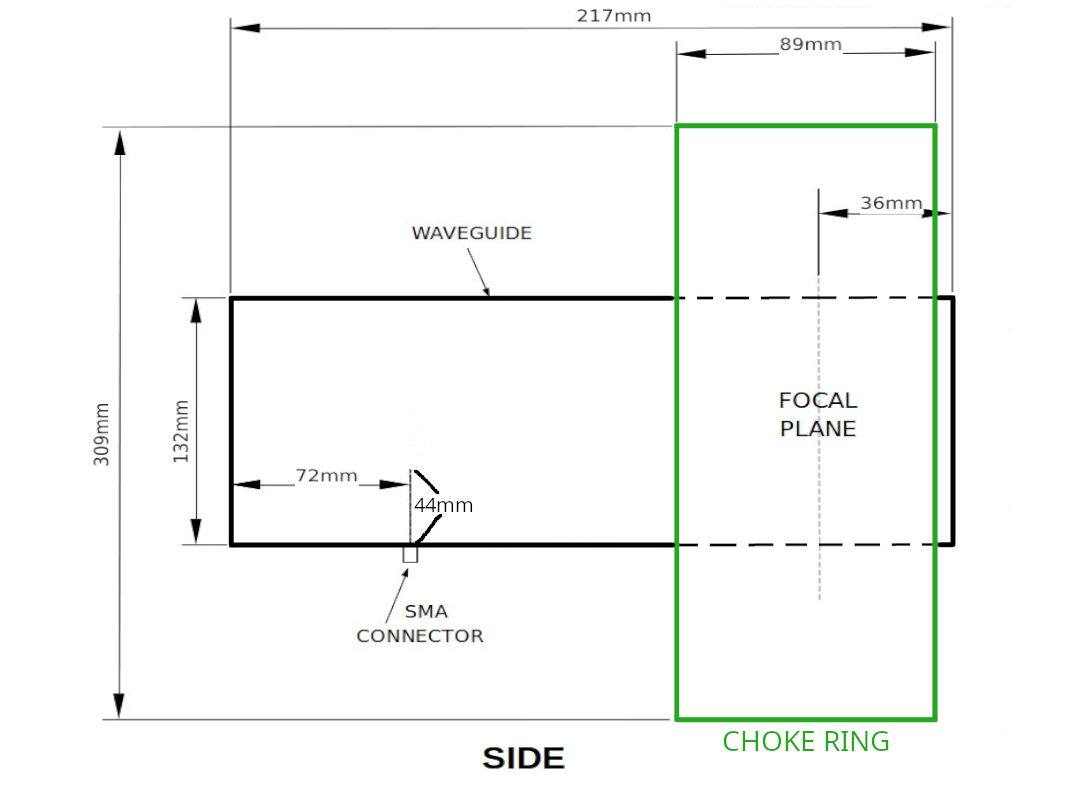 217mm
89mm
36mm
WAVEGUIDE
309mm
132mm
FOCAL
PLANE
72mm
44mm
SMA
CONNECTOR
CHOKE RING
SIDE